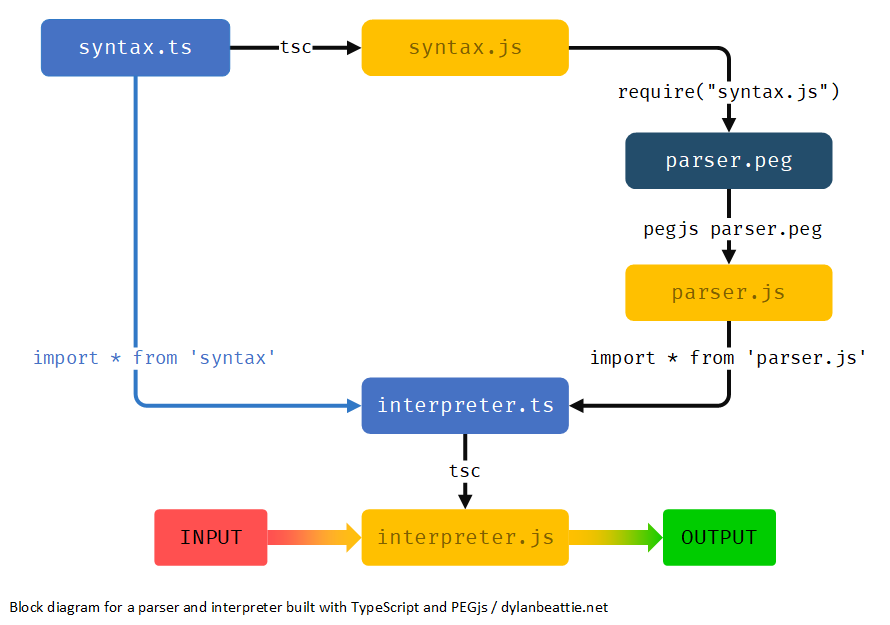 syntax.ts
tsc
syntax.js
require("syntax.js")
parser.peg
pegjs parser.peg
parser.js
import * from 'syntax'
import * from 'parser.js'
interpreter.ts
tsc
INPUT
interpreter.js
OUTPUT
Block diagram for a parser and interpreter built with TypeScript and PEGjs / dylanbeattie.net